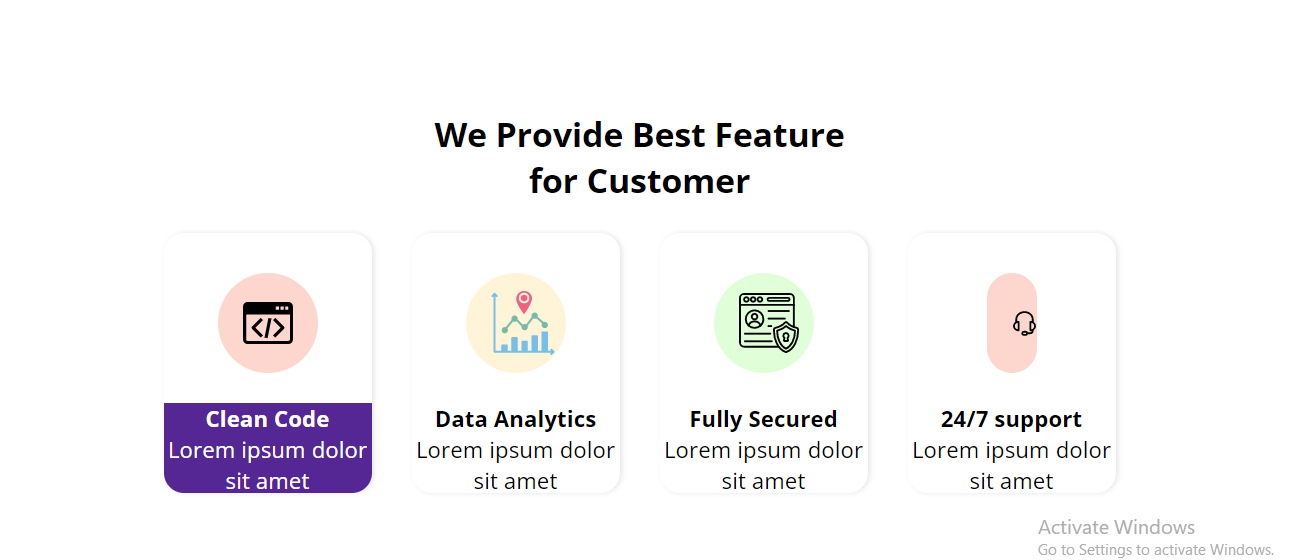 We Provide Best Feature
for Customer
Clean Code
Lorem ipsum dolor
sit amet
Data Analytics
Lorem ipsum dolor
sit amet
Fully Secured
Lorem ipsum dolor
sit amet
24/7 support
Lorem ipsum dolor
sit amet
Activate Windows
Go to Settings to activate Windows.